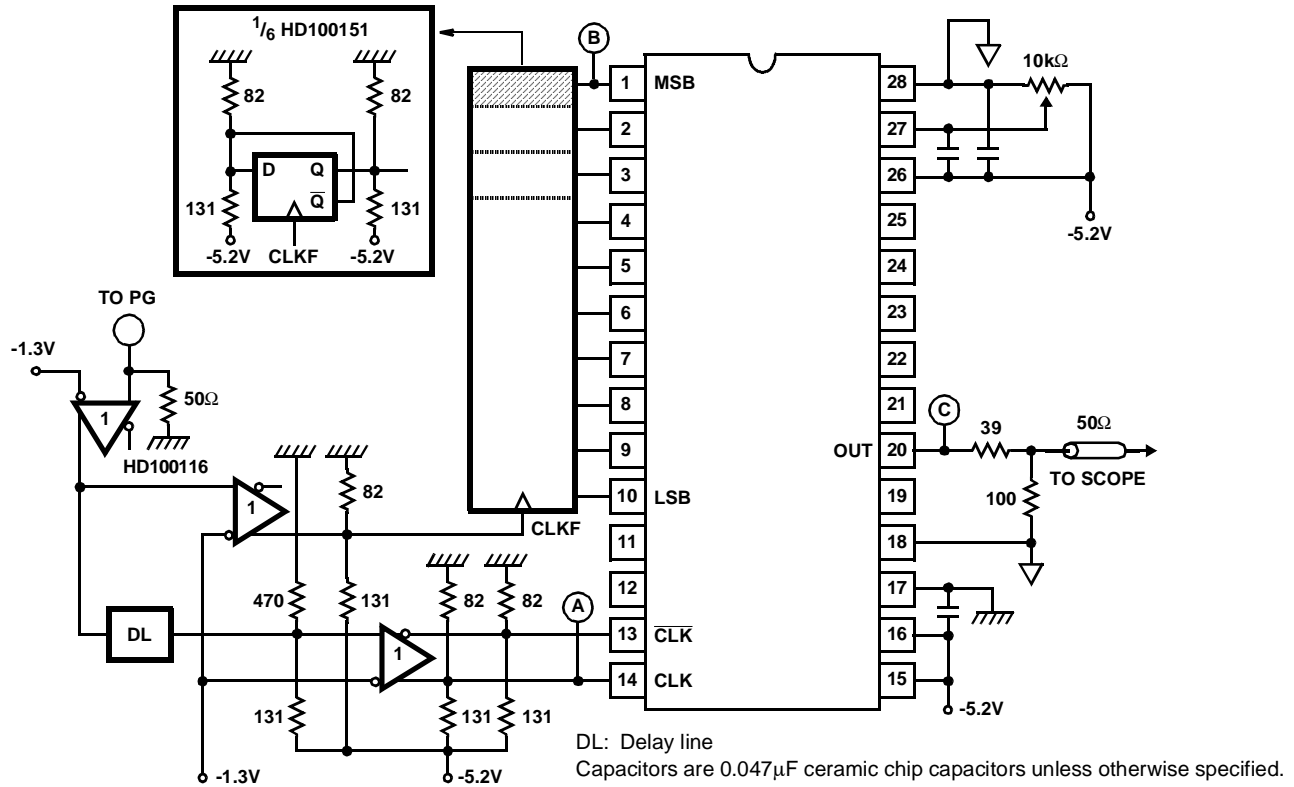 1/6 HD100151
82
82
D Q
Q
131
131
-5.2V
CLKF
-5.2V
B
1 MSB
2
3
4
5
6
7
8
9
10 LSB
11
12
13 CLK
14 CLK
28
27
26
25
24
23
22
21
OUT 20
19
18
17
16
15
10kΩ
-5.2V
C
39
50Ω
TO SCOPE
100
-5.2V
TO PG
-1.3V
1
50Ω
HD100116
1
82
CLKF
470
131
82
82
A
DL
1
131
131
131
-1.3V
-5.2V
DL: Delay line
Capacitors are 0.047μF ceramic chip capacitors unless otherwise specified.